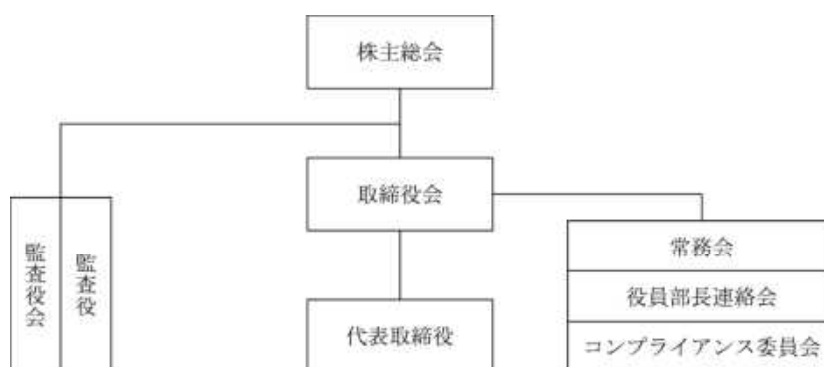 株主総会
取締役会
監査役会
監査役
常務会
役員部長連絡会
代表取締役
コンプライアンス委員会